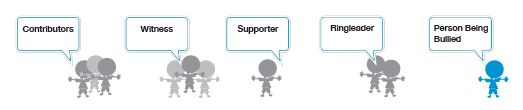 Contributors
Witness
Supporter
Ringleader
Person Being
Bullied